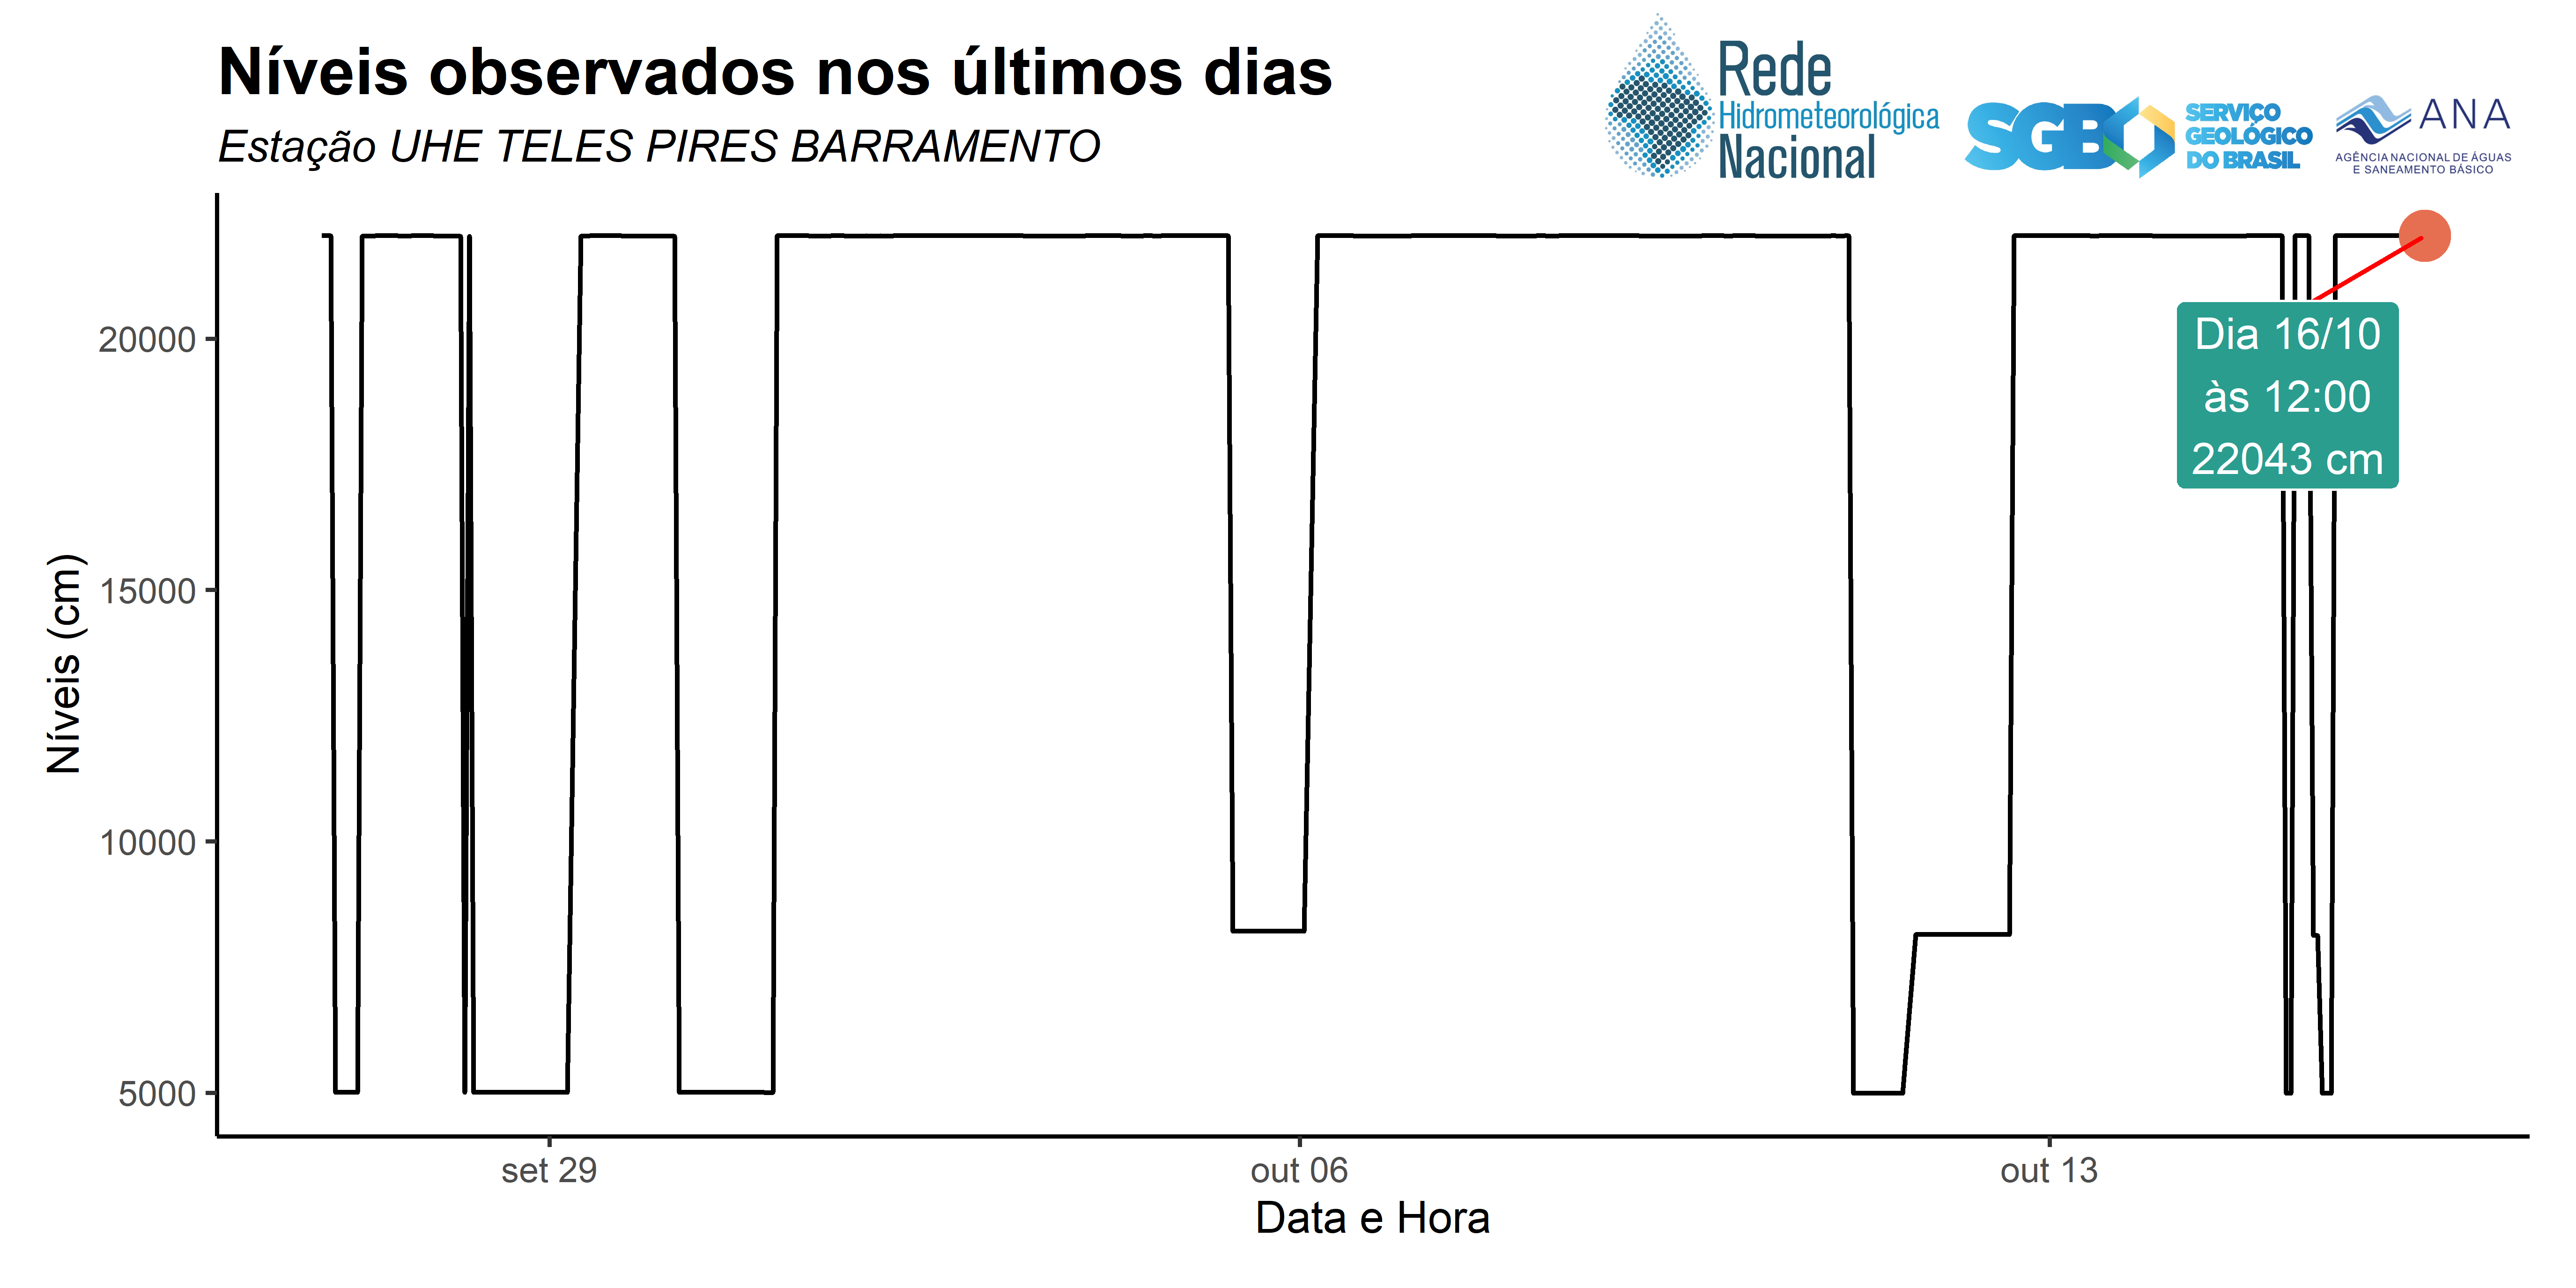 Níveis observados nos últimos dias
Estação UHE TELES PIRES BARRAMENTO
Rede
Hidrometeorológica
Nacional
SGB
SERVIÇO
GEOLÓGICO
DO BRASIL
ANA
AGÊNCIA NACIONAL DE ÁGUAS
E SANEAMENTO BÁSICO
Níveis (cm)
20000
15000
10000
5000
Dia 16/10
às 12:00
22043 cm
set 29
out 06
out 13
Data e Hora